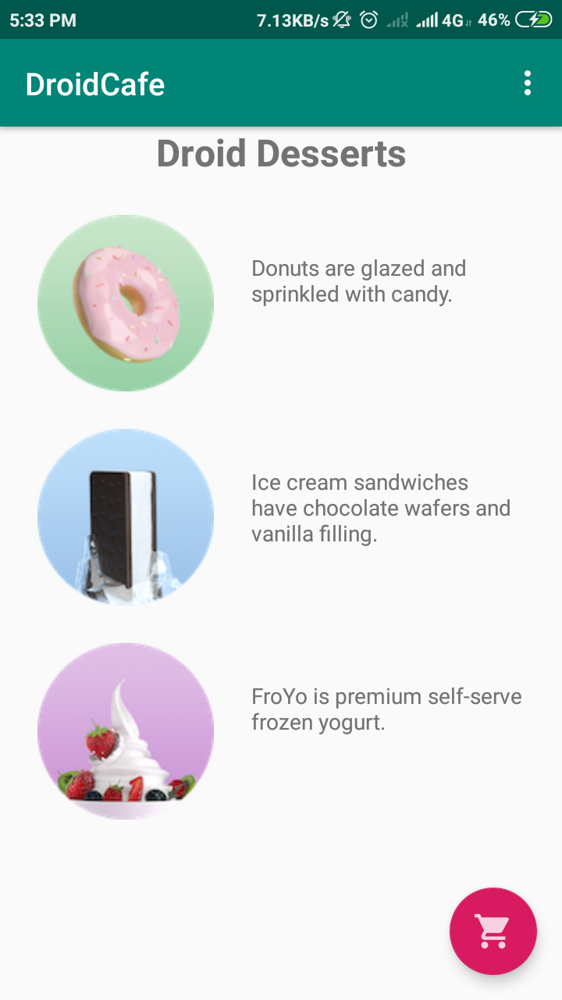 5:33 PM 7.13KB/s 4G 46%
DroidCafe
Droid Desserts
Donuts are glazed and
sprinkled with candy.
Ice cream sandwiches
have chocolate wafers and
vanilla filling.
FroYo is premium self-serve
frozen yogurt.